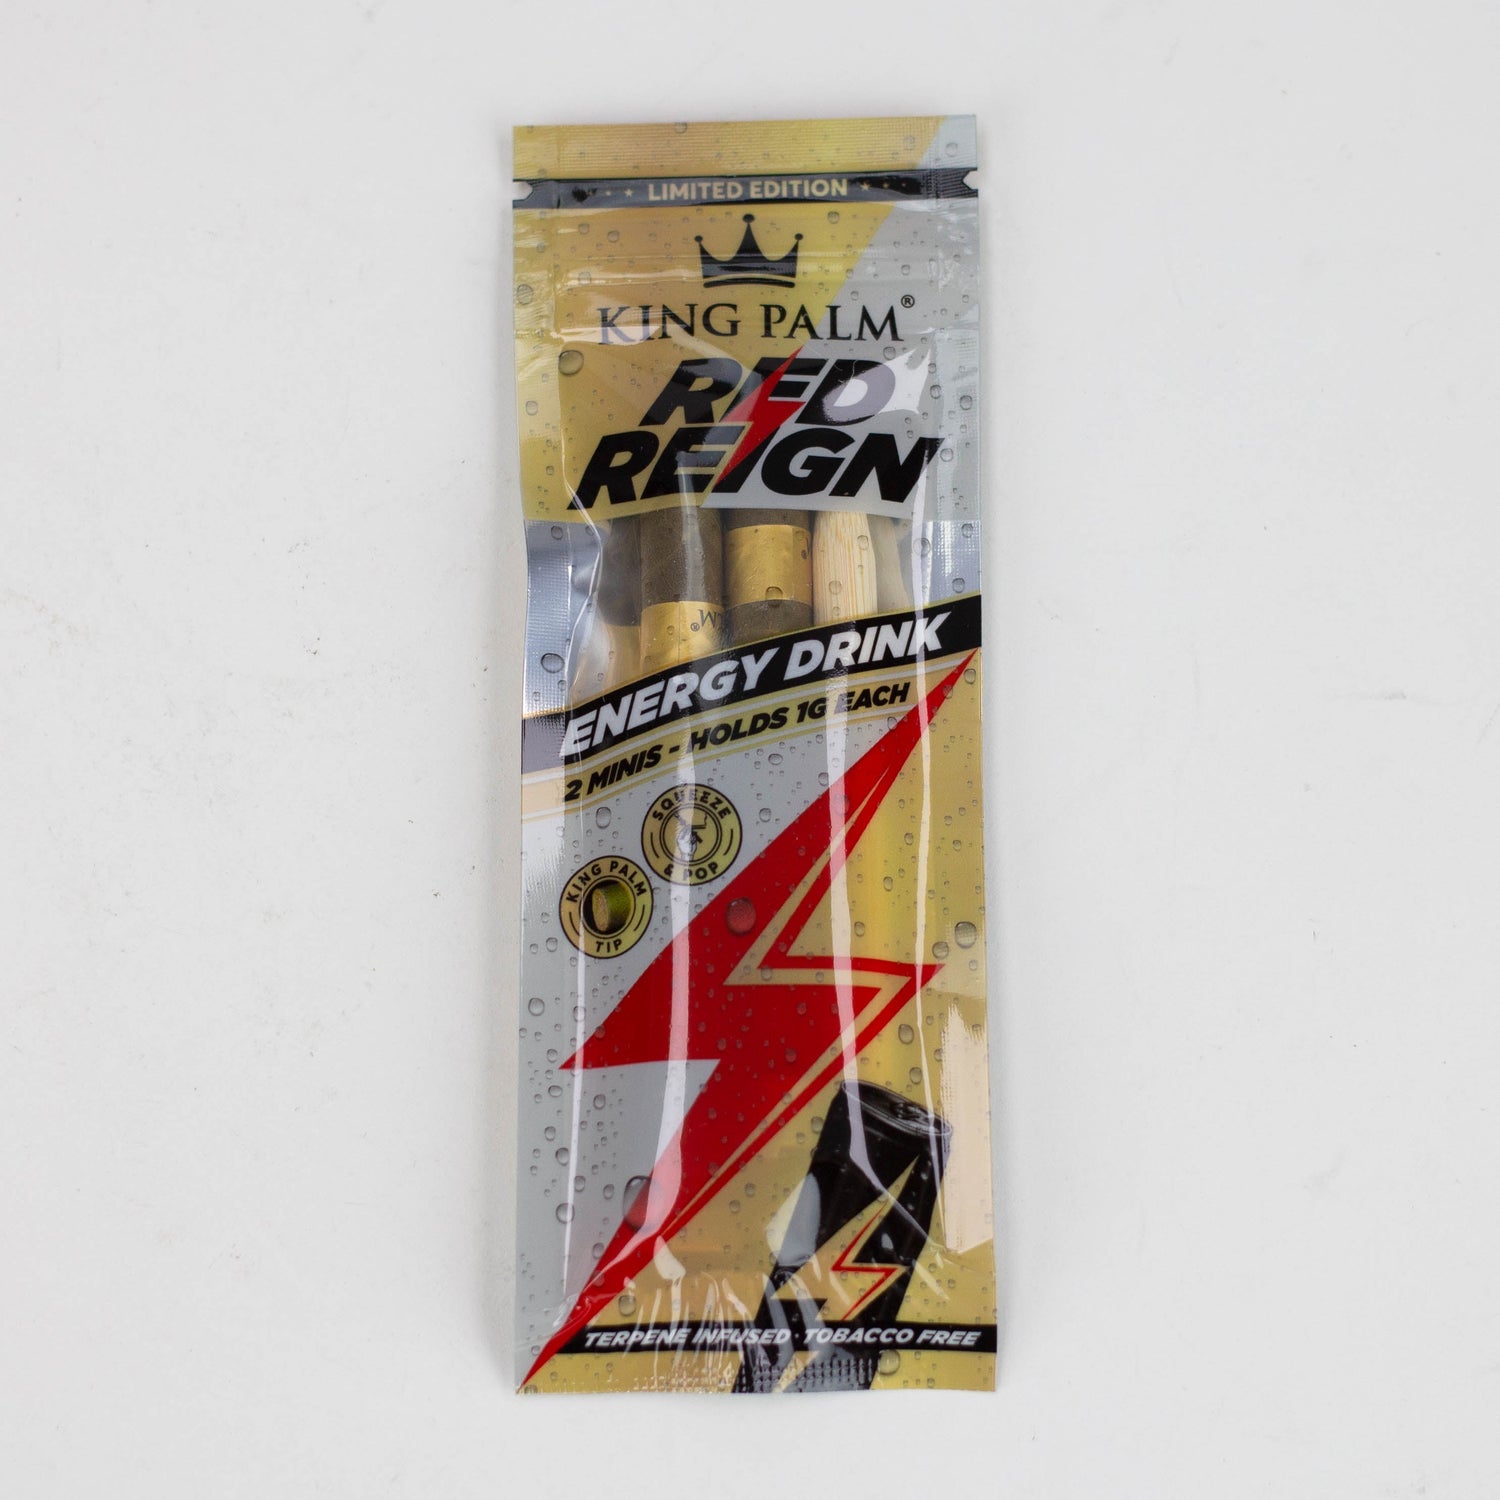 LIMITED EDITION
KING PALM®
RED
REIGN
ENERGY DRINK
2 MINIS - HOLDS 1G EACH
SQUEEZE
& POP
KING PALM
TIP
TERPENE INFUSED · TOBACCO FREE